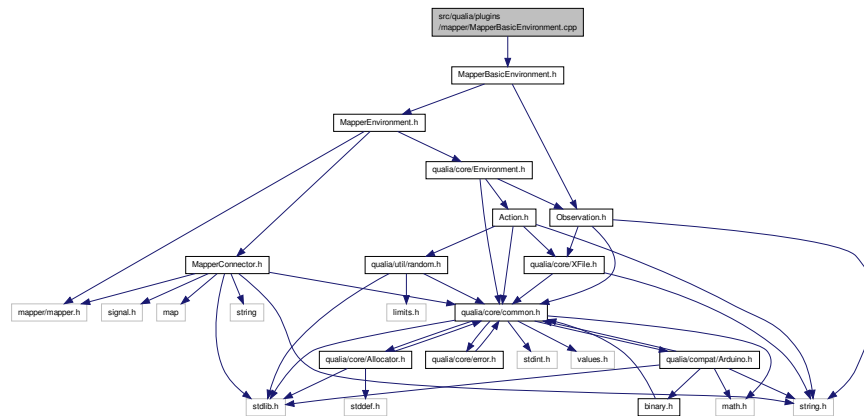 src/qualia/plugins
/mapper/MapperBasicEnvironment.cpp
MapperBasicEnvironment.h
MapperEnvironment.h
qualia/core/Environment.h
Action.h
Observation.h
MapperConnector.h
qualia/util/random.h
qualia/core/XFile.h
mapper/mapper.h
signal.h
map
string
limits.h
qualia/core/common.h
qualia/core/Allocator.h
qualia/core/error.h
stdint.h
values.h
qualia/compat/Arduino.h
stdlib.h
stddef.h
binary.h
math.h
string.h